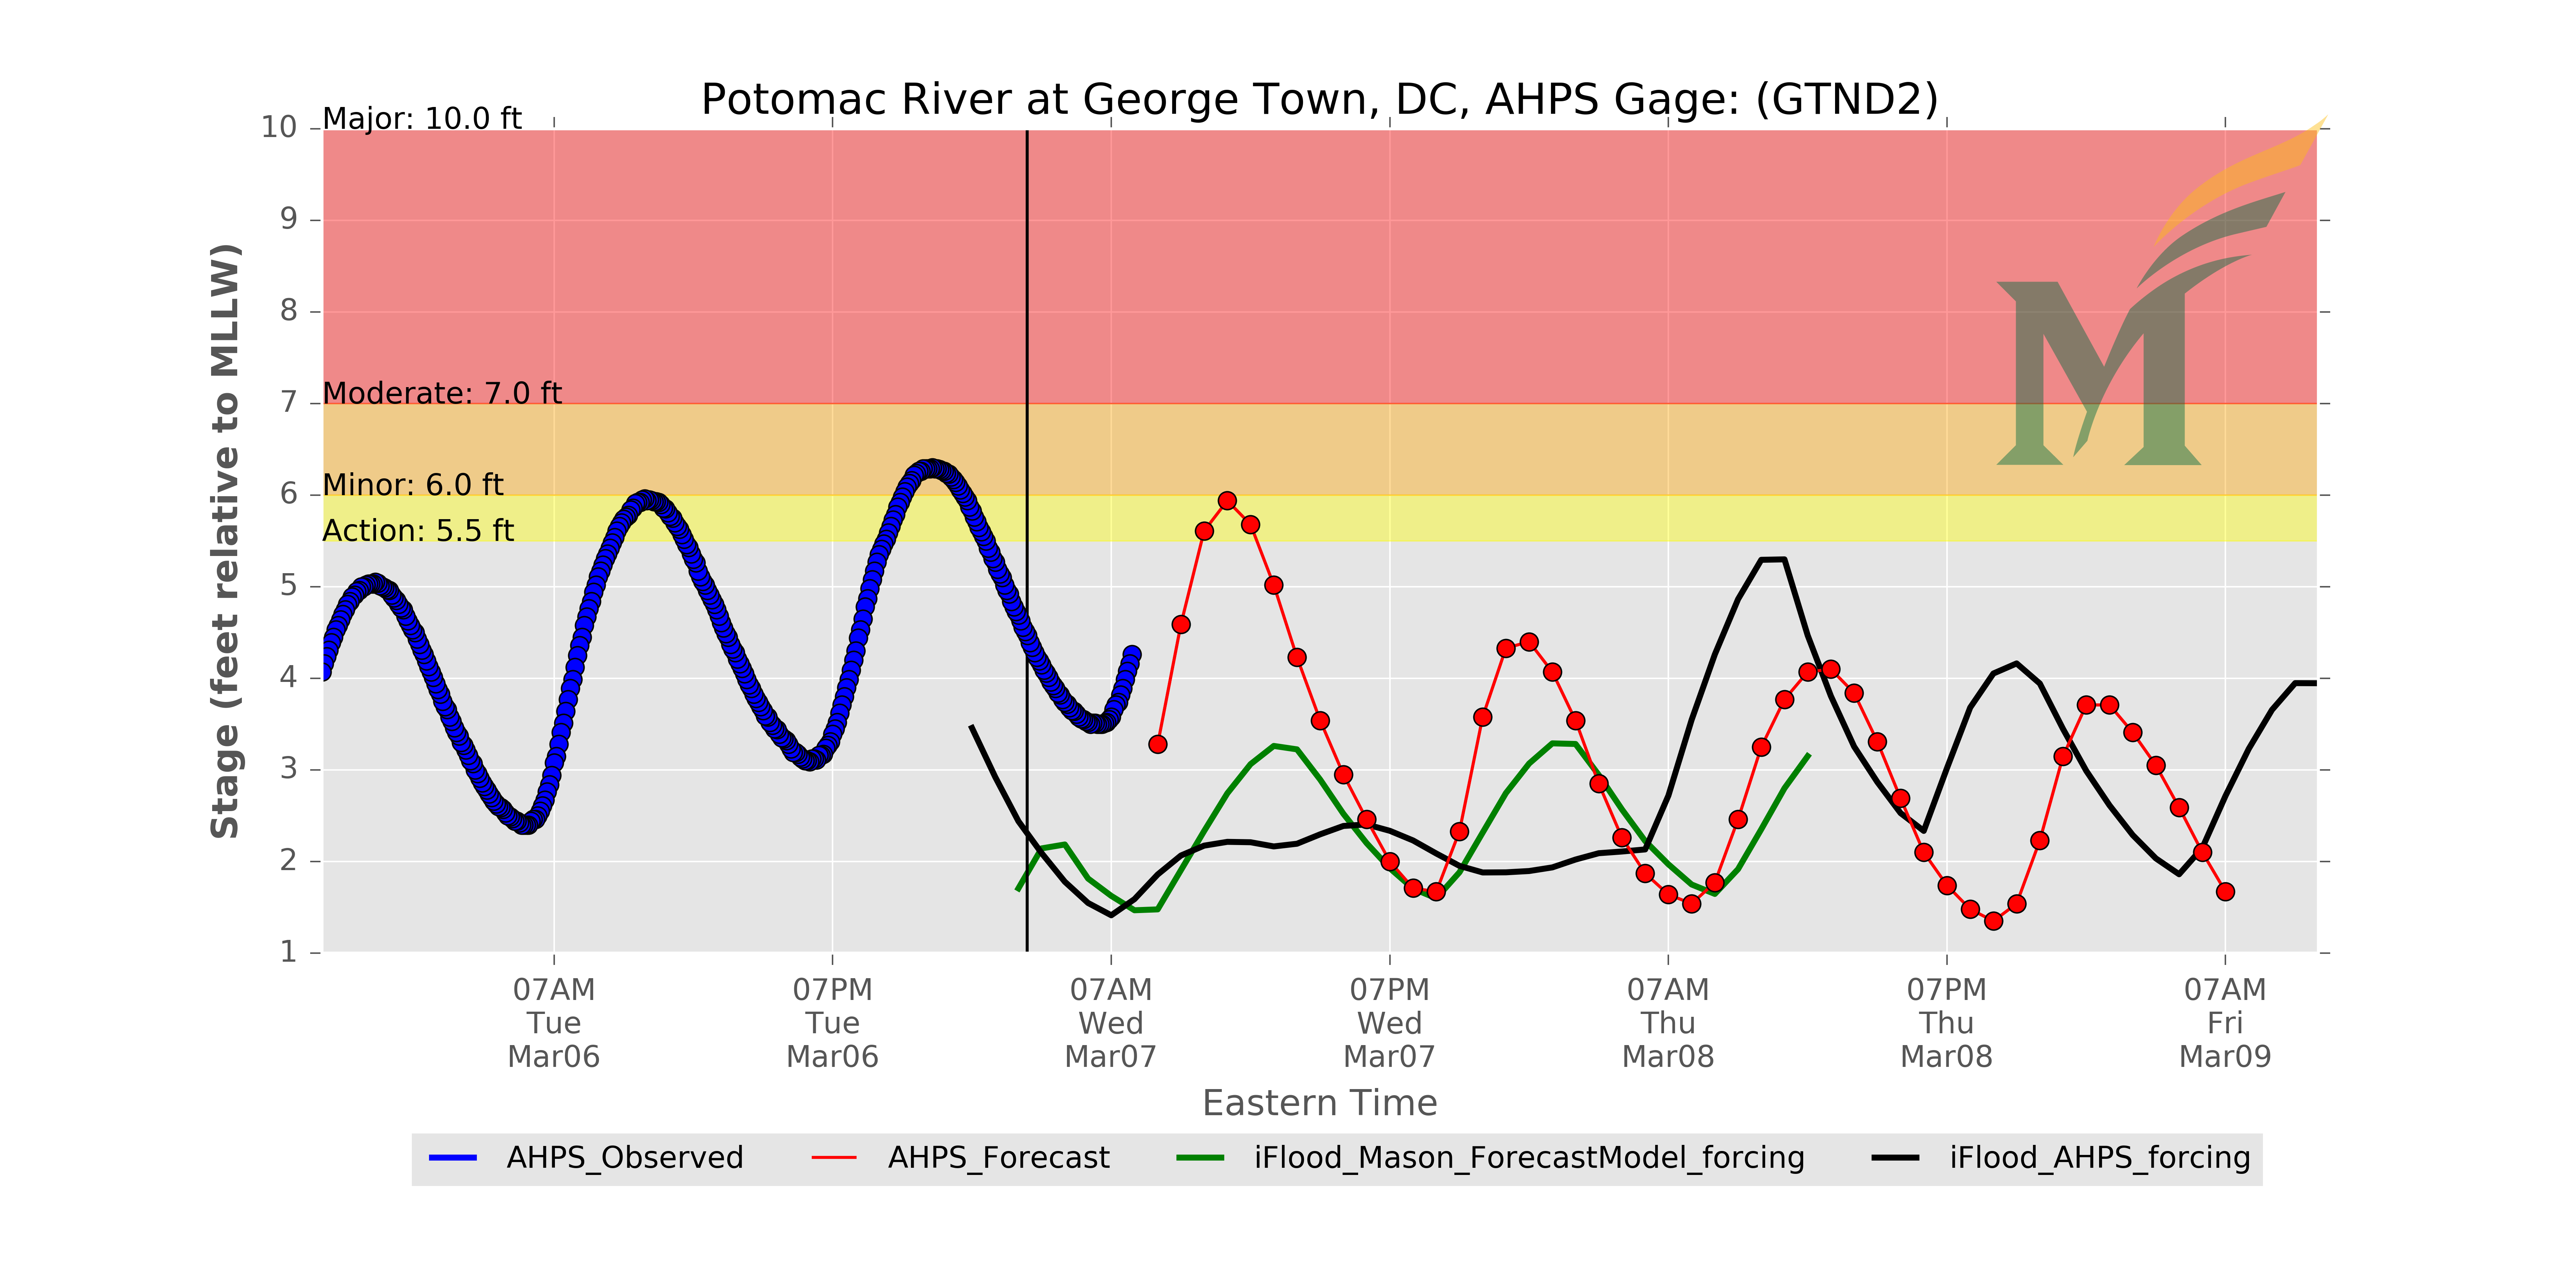 Potomac River at George Town, DC, AHPS Gage: (GTND2)
Major: 10.0 ft
Moderate: 7.0 ft
Minor: 6.0 ft
Action: 5.5 ft
Stage (feet relative to MLLW)
10
9
8
7
6
5
4
3
2
1
07AM
Tue
Mar06
07PM
Tue
Mar06
07AM
Wed
Mar07
07PM
Wed
Mar07
07AM
Thu
Mar08
07PM
Thu
Mar08
07AM
Fri
Mar09
Eastern Time
AHPS_Observed
AHPS_Forecast
iFlood_Mason_ForecastModel_forcing
iFlood_AHPS_forcing
M